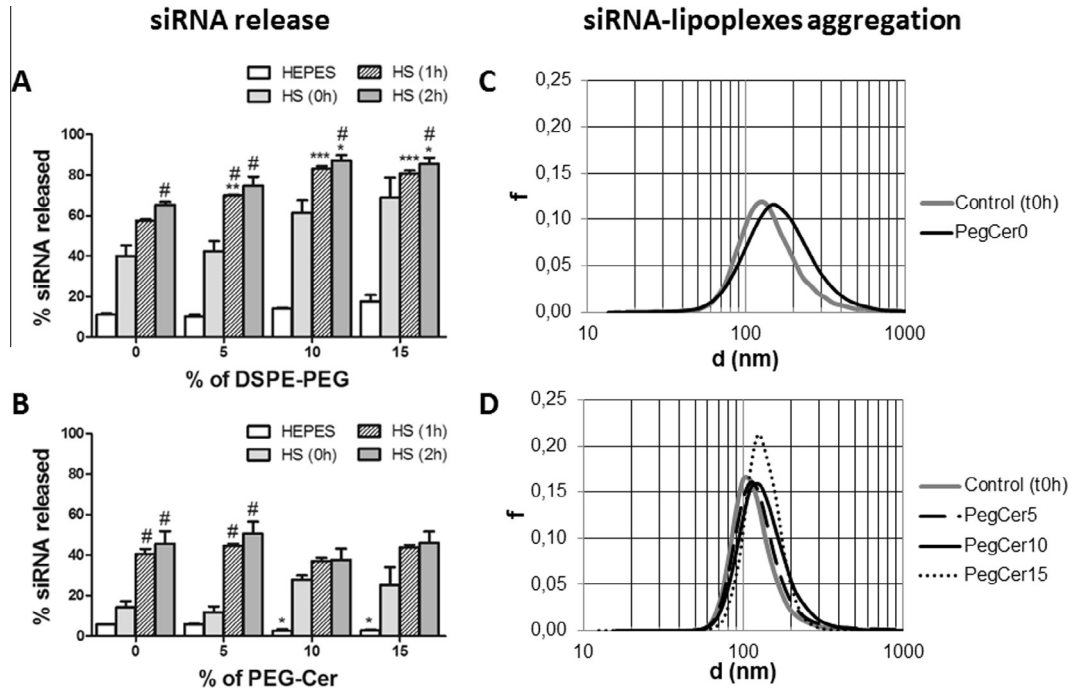 siRNA release
siRNA-lipoplexes aggregation
A
HEPES
HS (0h)
HS (1h)
HS (2h)
% siRNA released
100
80
60
40
20
0
#
#
**
#
***
#
*
***
#
*
0 5 10 15
% of DSPE-PEG
B
HEPES
HS (0h)
HS (1h)
HS (2h)
% siRNA released
100
80
60
40
20
0
#
#
#
#
*
*
0 5 10 15
% of PEG-Cer
C
f
0,25
0,20
0,15
0,10
0,05
0,00
10 100 1000
d (nm)
Control (t0h)
PegCer0
D
f
0,25
0,20
0,15
0,10
0,05
0,00
10 100 1000
d (nm)
Control (t0h)
PegCer5
PegCer10
PegCer15